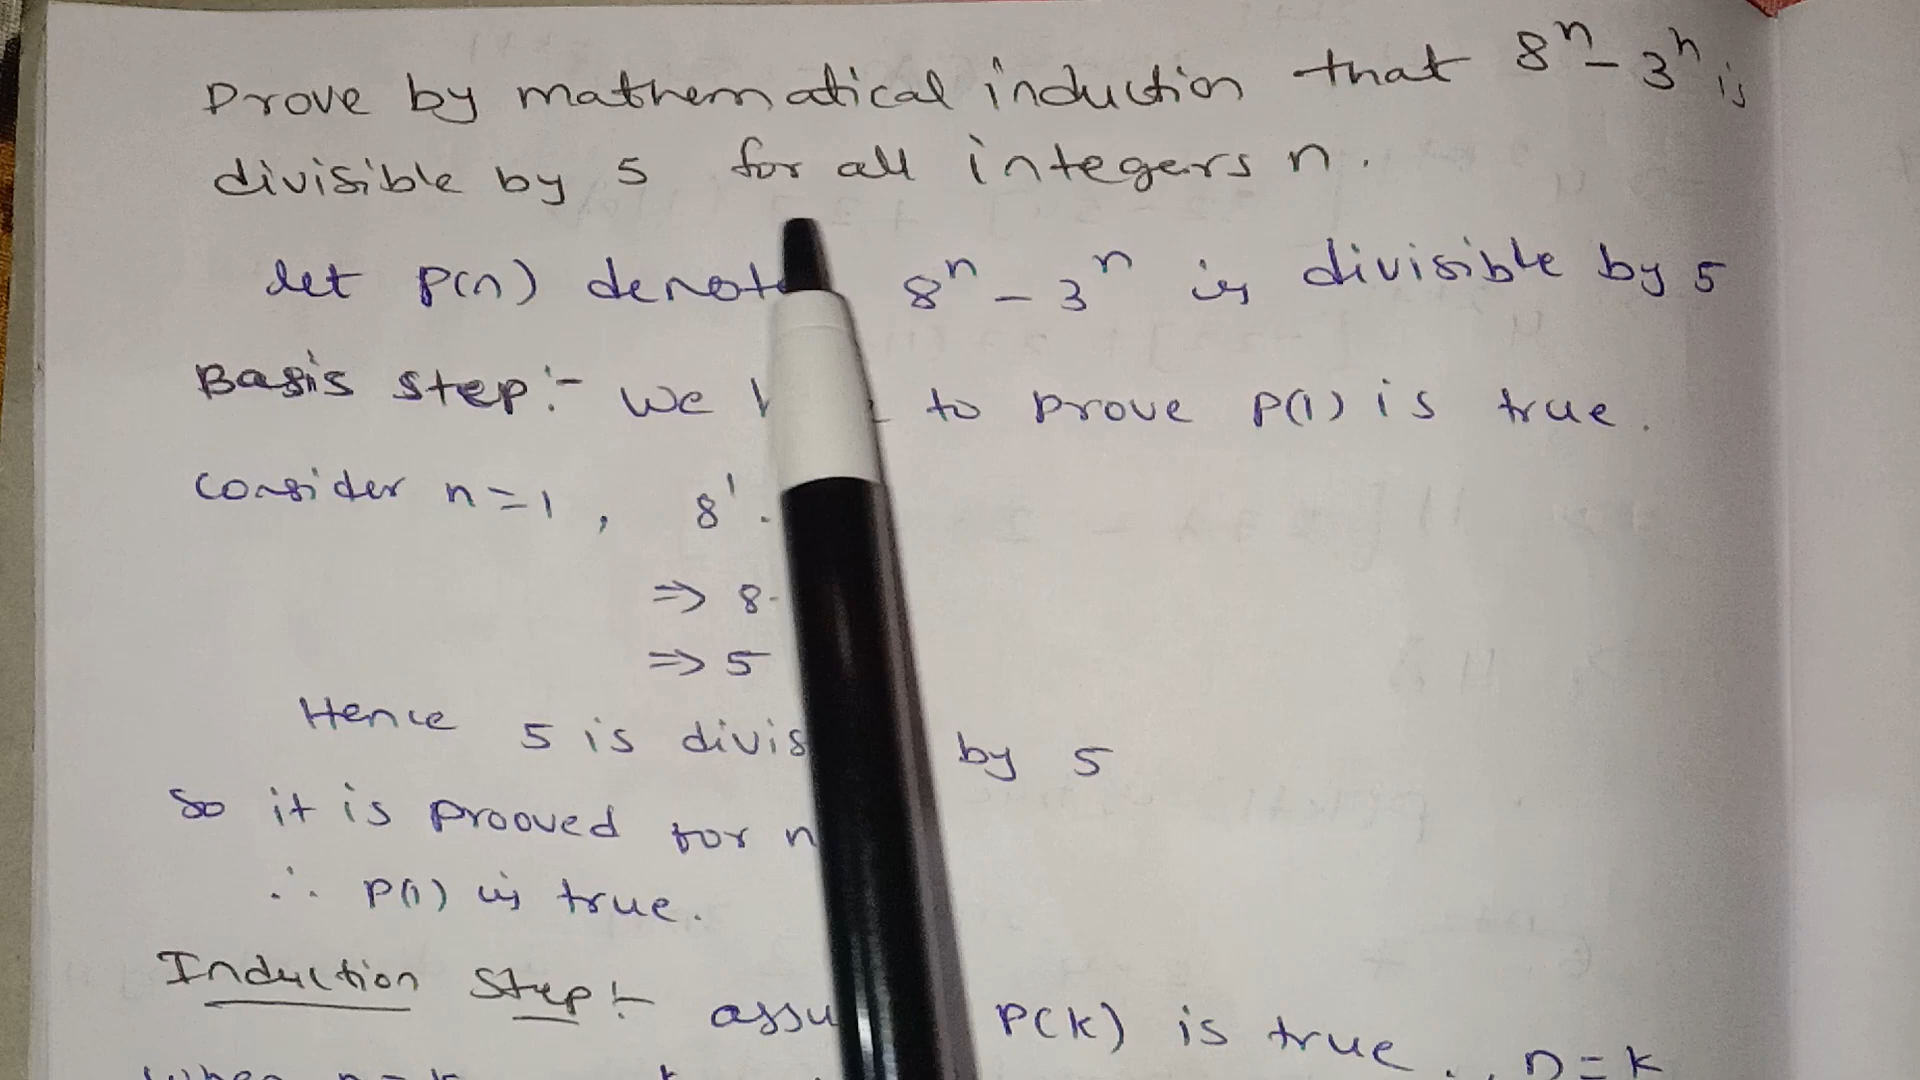 Prove by mathematical induction that 8ⁿ - 3ⁿ is
divisible by 5 for all integers n.
Let P(n) denote 8ⁿ - 3ⁿ is divisible by 5
Basis step:- we to prove P(1) is true.
Consider n=1, 8¹
⇒ 8-
⇒ 5
Hence 5 is by 5
So it is prooved for n
∴ P(1) is true.
Induction Step:- P(k) is true. n=k